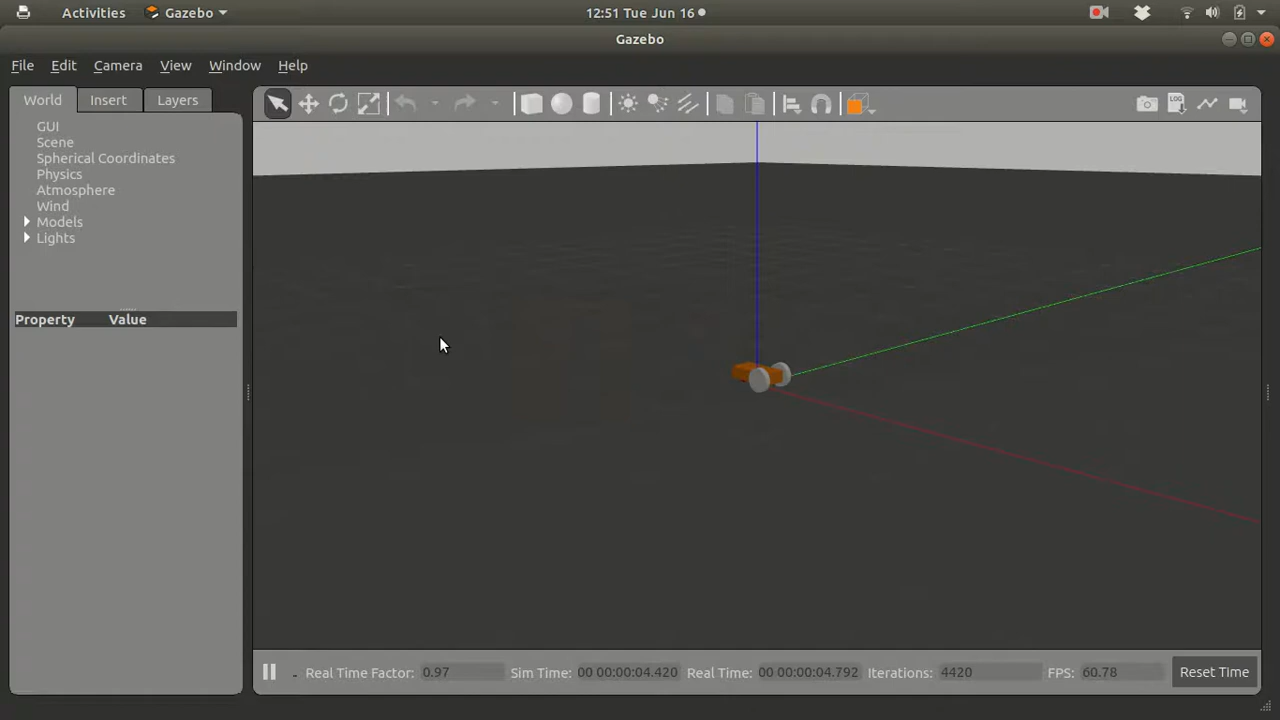 Activities Gazebo 12:51 Tue Jun 16
Gazebo
File Edit Camera View Window Help
World Insert Layers
LOG
GUI
Scene
Spherical Coordinates
Physics
Atmosphere
Wind
Models
Lights
Property Value
Real Time Factor: 0.97 Sim Time: 00 00:00:04.420 Real Time: 00 00:00:04.792 Iterations: 4420 FPS: 60.78 Reset Time